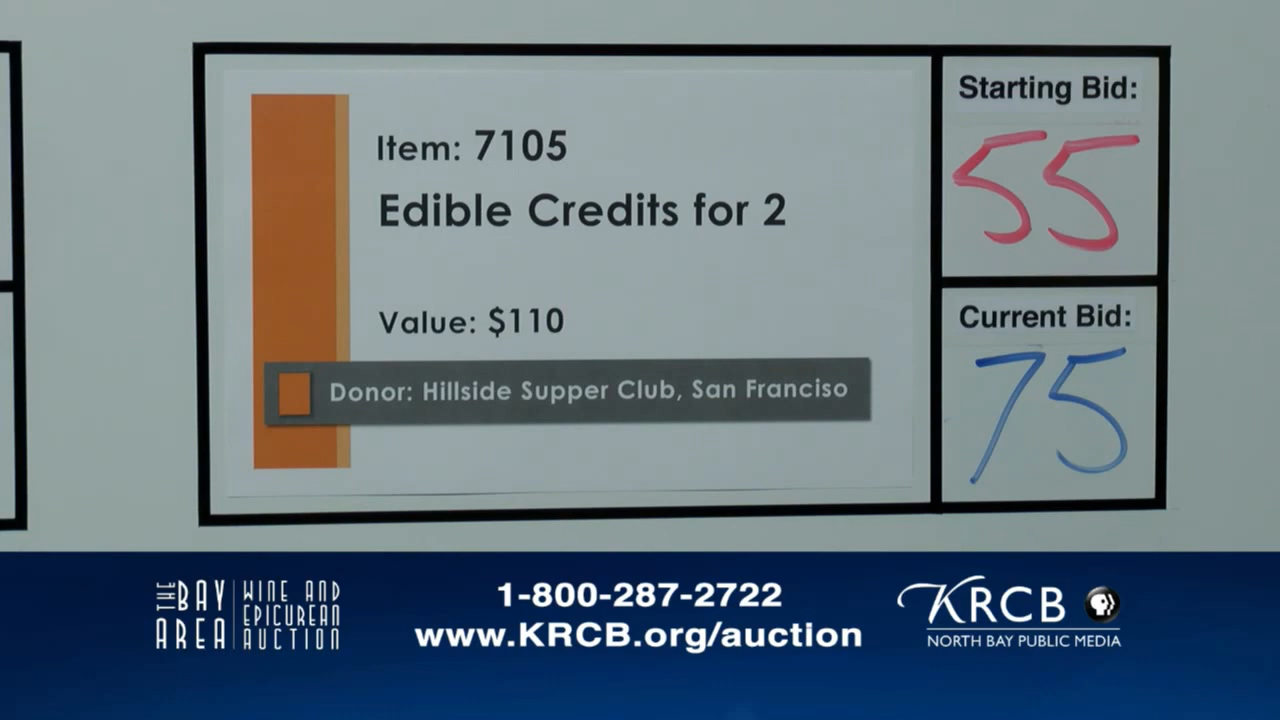 Item: 7105
Edible Credits for 2
Value: $110
Donor: Hillside Supper Club, San Franciso
Starting Bid:
55
Current Bid:
75
THE BAY AREA
WINE AND
EPICUREAN
AUCTION
1-800-287-2722
www.KRCB.org/auction
KRCB
NORTH BAY PUBLIC MEDIA